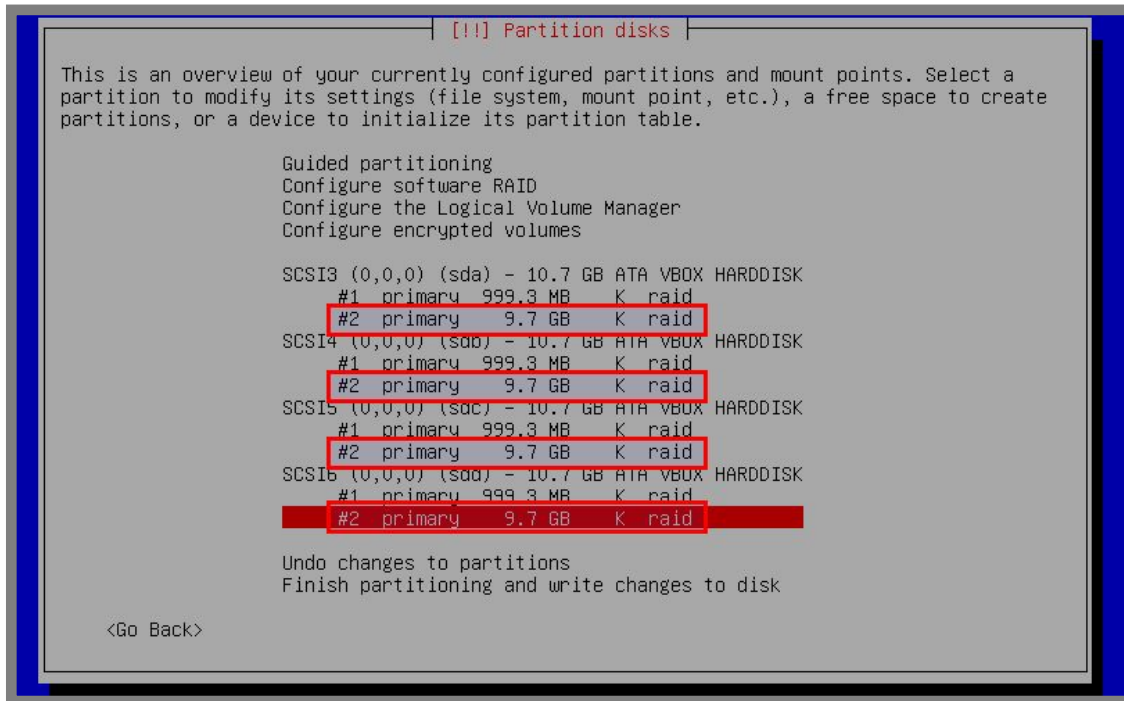 [!!] Partition disks
This is an overview of your currently configured partitions and mount points. Select a
partition to modify its settings (file system, mount point, etc.), a free space to create
partitions, or a device to initialize its partition table.
Guided partitioning
Configure software RAID
Configure the Logical Volume Manager
Configure encrypted volumes
SCSI3 (0,0,0) (sda) - 10.7 GB ATA VBOX HARDDISK
#1 primary 999.3 MB K raid
#2 primary 9.7 GB K raid
SCSI4 (0,0,0) (sdb) - 10.7 GB ATA VBOX HARDDISK
#1 primary 999.3 MB K raid
#2 primary 9.7 GB K raid
SCSI5 (0,0,0) (sdc) - 10.7 GB ATA VBOX HARDDISK
#1 primary 999.3 MB K raid
#2 primary 9.7 GB K raid
SCSI6 (0,0,0) (sdd) - 10.7 GB ATA VBOX HARDDISK
#1 primary 999.3 MB K raid
#2 primary 9.7 GB K raid
Undo changes to partitions
Finish partitioning and write changes to disk
<Go Back>